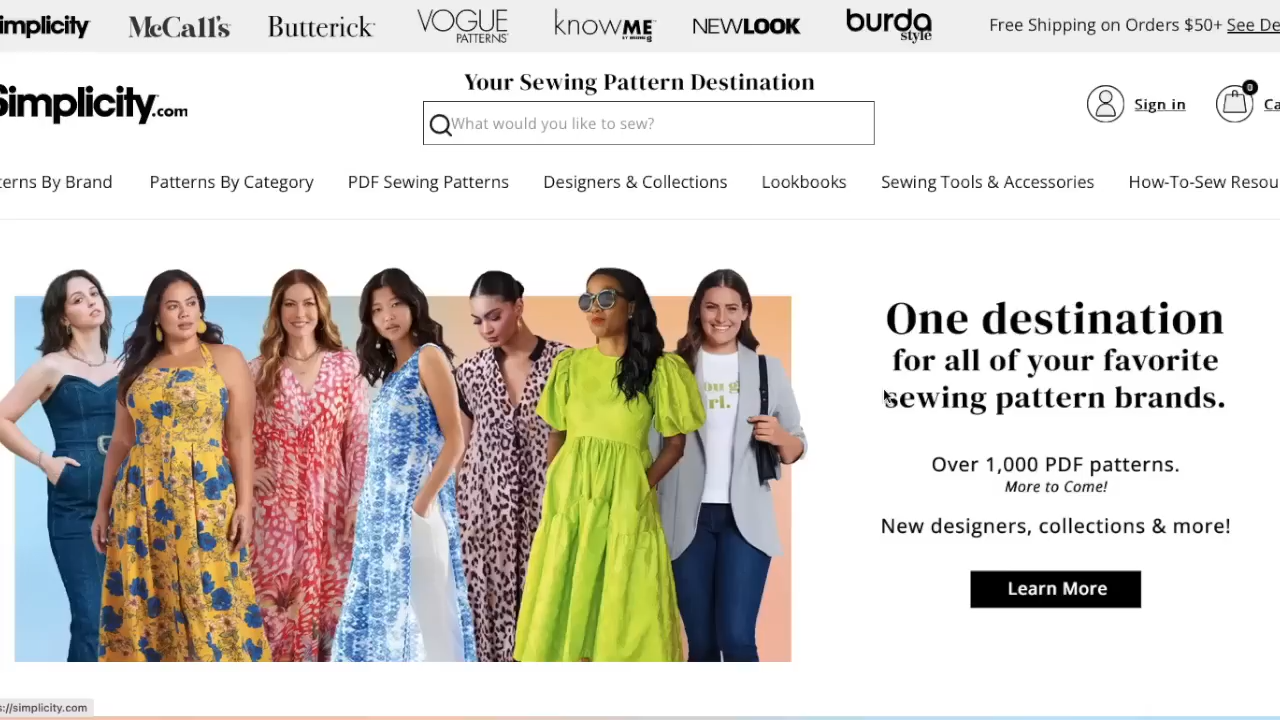 implicity McCall's Butterick VOGUE PATTERNS knowME NEWLOOK burda style Free Shipping on Orders $50+ See De
Your Sewing Pattern Destination
Simplicity.com What would you like to sew? Sign in 0 Ca
terns By Brand Patterns By Category PDF Sewing Patterns Designers & Collections Lookbooks Sewing Tools & Accessories How-To-Sew Resou
One destination
for all of your favorite
sewing pattern brands.
Over 1,000 PDF patterns.
More to Come!
New designers, collections & more!
Learn More
s://simplicity.com